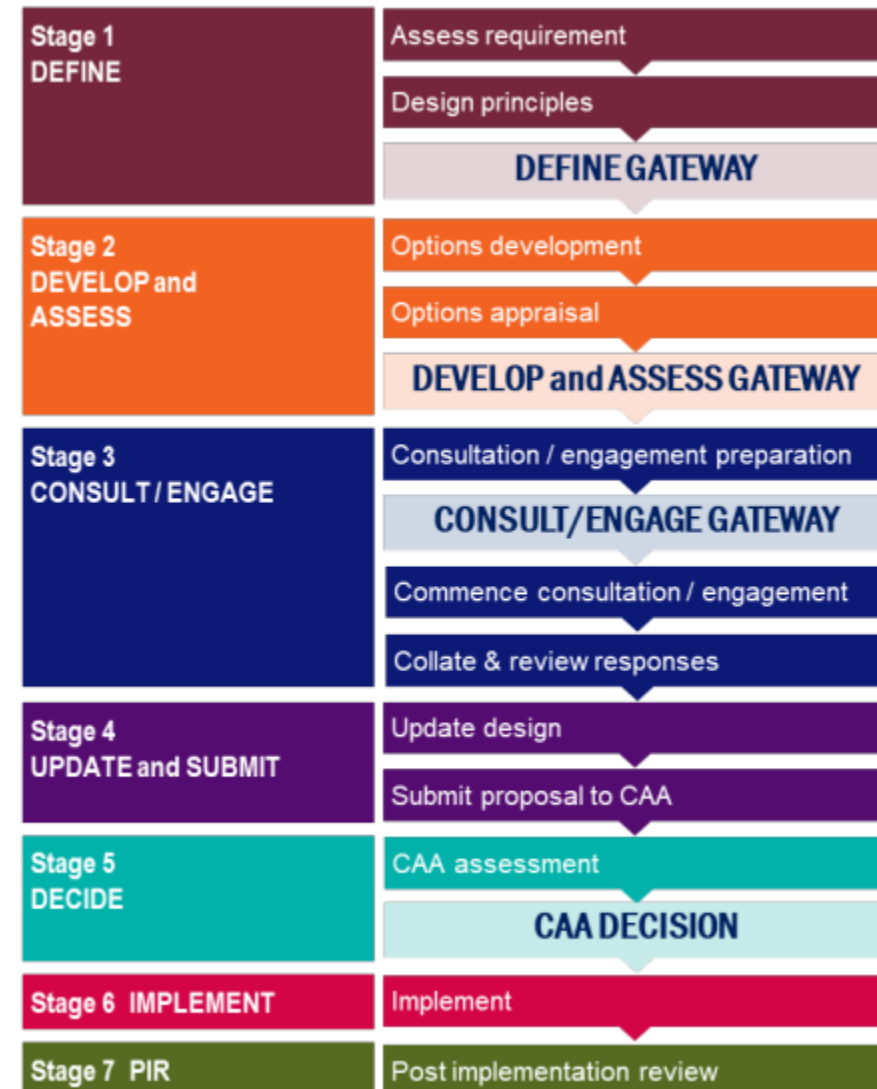 Stage 1
DEFINE
Assess requirement
Design principles
DEFINE GATEWAY
Stage 2
DEVELOP and
ASSESS
Options development
Options appraisal
DEVELOP and ASSESS GATEWAY
Stage 3
CONSULT / ENGAGE
Consultation / engagement preparation
CONSULT/ENGAGE GATEWAY
Commence consultation / engagement
Collate & review responses
Stage 4
UPDATE and SUBMIT
Update design
Submit proposal to CAA
Stage 5
DECIDE
CAA assessment
CAA DECISION
Stage 6 IMPLEMENT
Implement
Stage 7 PIR
Post implementation review